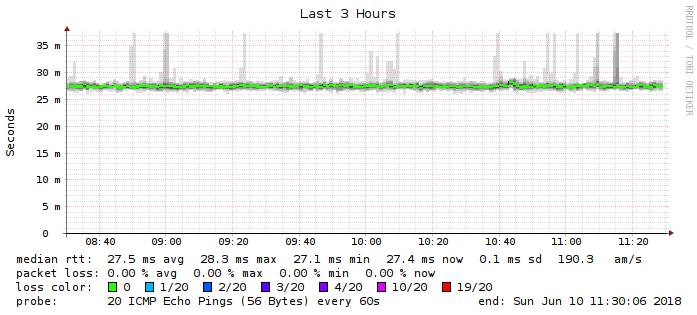 Last 3 Hours
RRDTOOL / TOBI OETIKER
Seconds
35 m
30 m
25 m
20 m
15 m
10 m
5 m
0
08:40 09:00 09:20 09:40 10:00 10:20 10:40 11:00 11:20
median rtt: 27.5 ms avg 28.3 ms max 27.1 ms min 27.4 ms now 0.1 ms sd 190.3 am/s
packet loss: 0.00 % avg 0.00 % max 0.00 % min 0.00 % now
loss color: 0 1/20 2/20 3/20 4/20 10/20 19/20
probe: 20 ICMP Echo Pings (56 Bytes) every 60s end: Sun Jun 10 11:30:06 2018